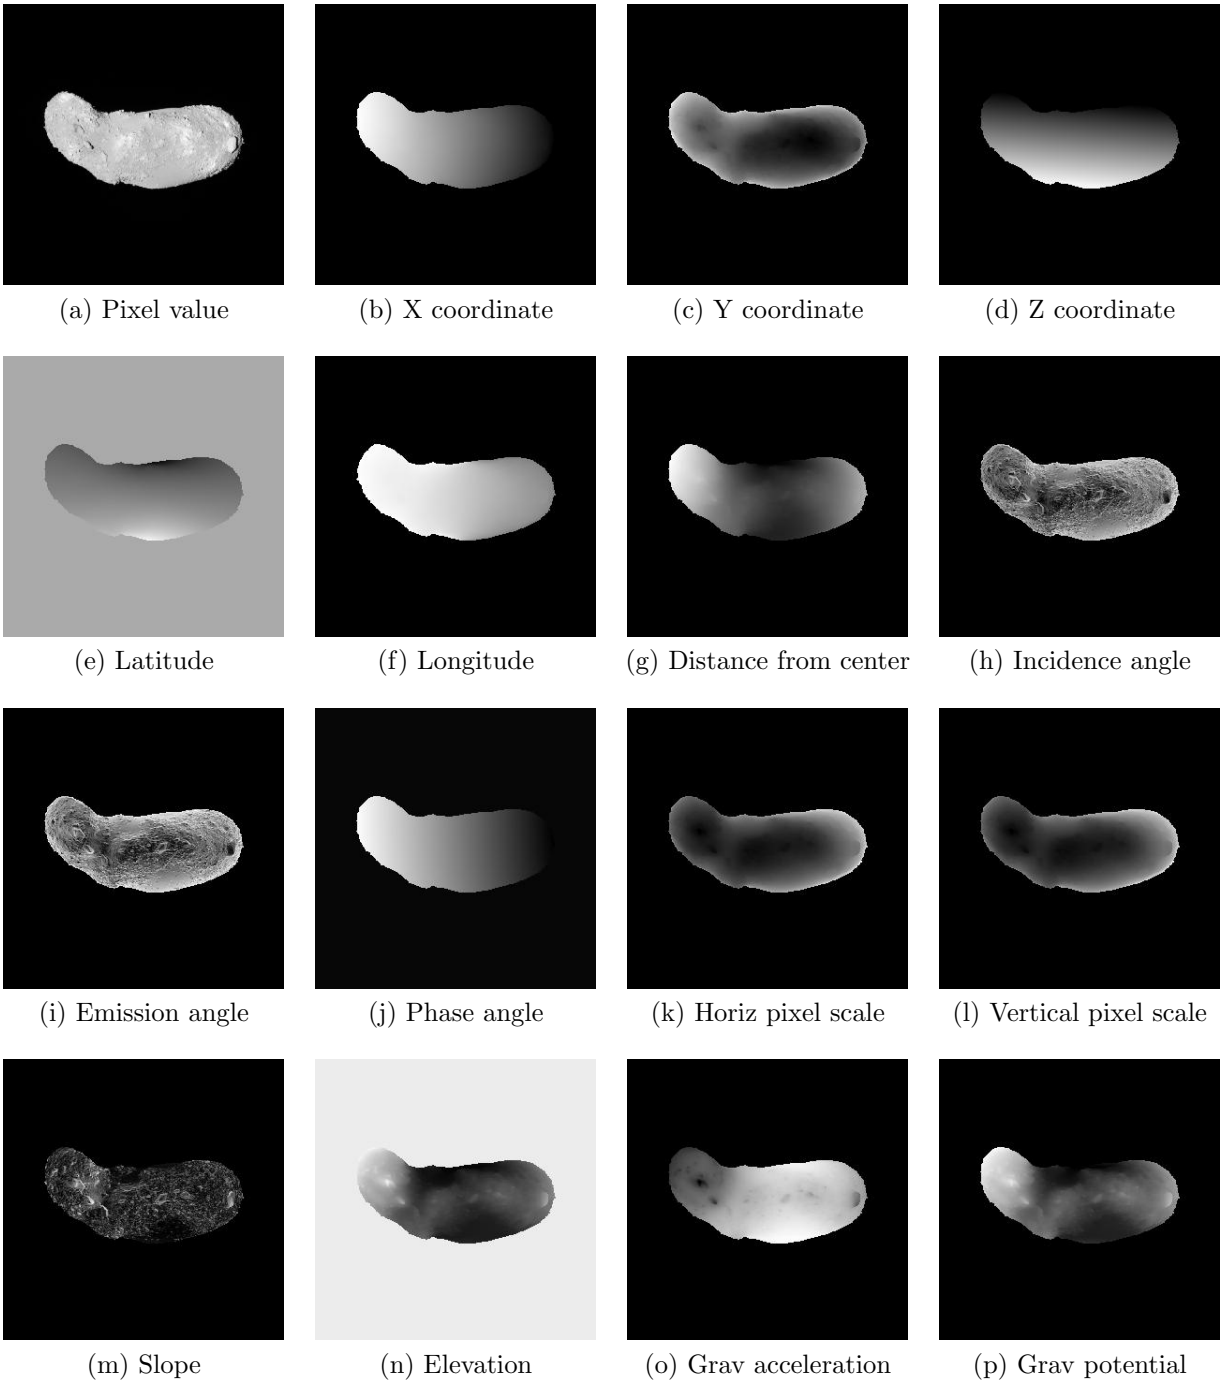 (a) Pixel value
(b) X coordinate
(c) Y coordinate
(d) Z coordinate
(e) Latitude
(f) Longitude
(g) Distance from center
(h) Incidence angle
(i) Emission angle
(j) Phase angle
(k) Horiz pixel scale
(l) Vertical pixel scale
(m) Slope
(n) Elevation
(o) Grav acceleration
(p) Grav potential